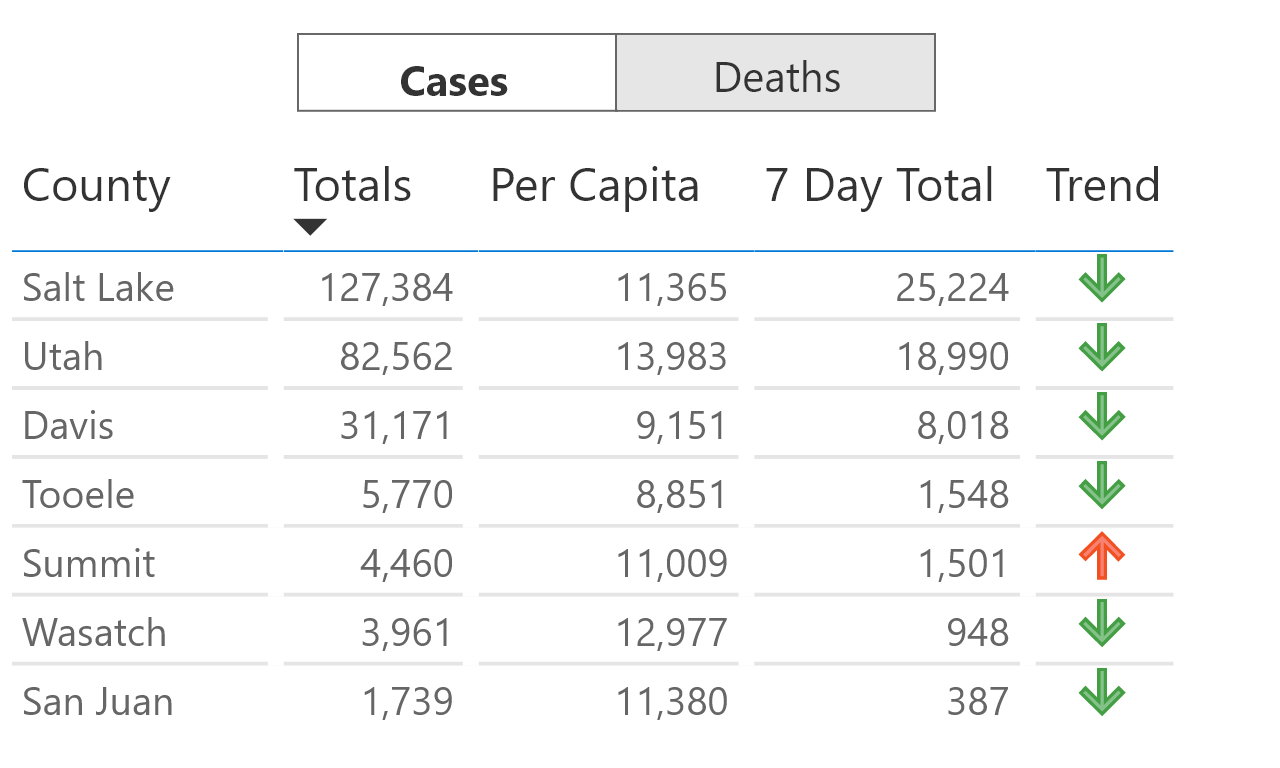 Cases Deaths
County Totals Per Capita 7 Day Total Trend
Salt Lake 127,384 11,365 25,224
Utah 82,562 13,983 18,990
Davis 31,171 9,151 8,018
Tooele 5,770 8,851 1,548
Summit 4,460 11,009 1,501
Wasatch 3,961 12,977 948
San Juan 1,739 11,380 387